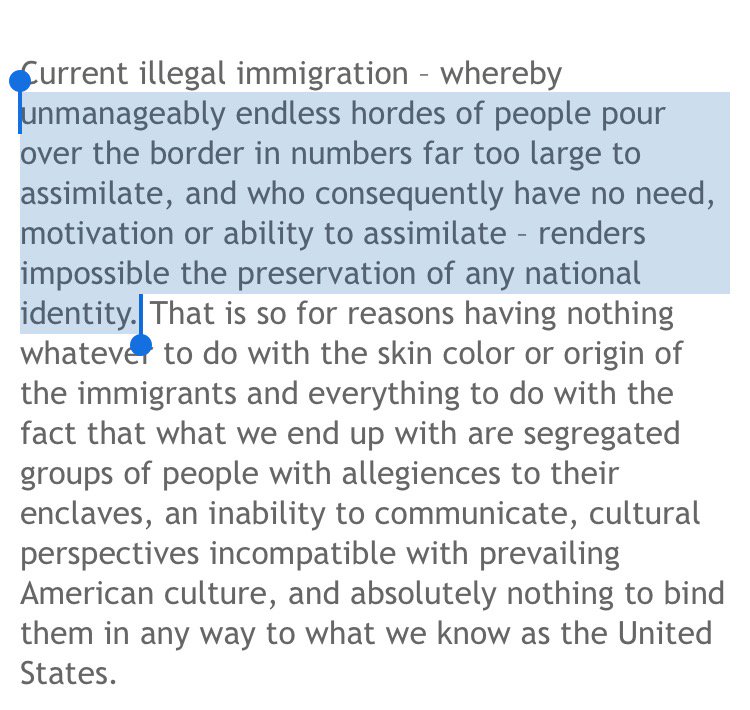 Current illegal immigration – whereby
unmanageably endless hordes of people pour
over the border in numbers far too large to
assimilate, and who consequently have no need,
motivation or ability to assimilate – renders
impossible the preservation of any national
identity. That is so for reasons having nothing
whatever to do with the skin color or origin of
the immigrants and everything to do with the
fact that what we end up with are segregated
groups of people with allegiences to their
enclaves, an inability to communicate, cultural
perspectives incompatible with prevailing
American culture, and absolutely nothing to bind
them in any way to what we know as the United
States.